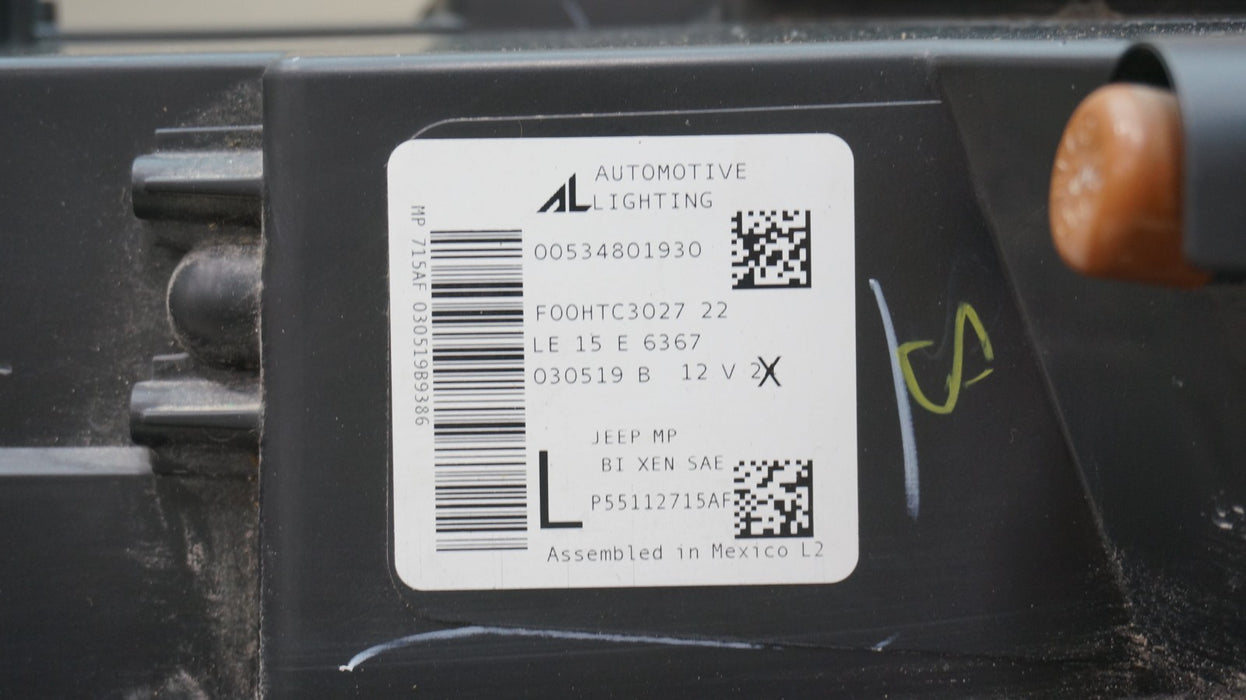 AL AUTOMOTIVE
LIGHTING
00534801930
F00HTC3027 22
LE 15 E 6367
030519 B 12 V 2X
JEEP MP
BI XEN SAE
L P55112715AF
Assembled in Mexico L2
MP 715AF 030519B9386